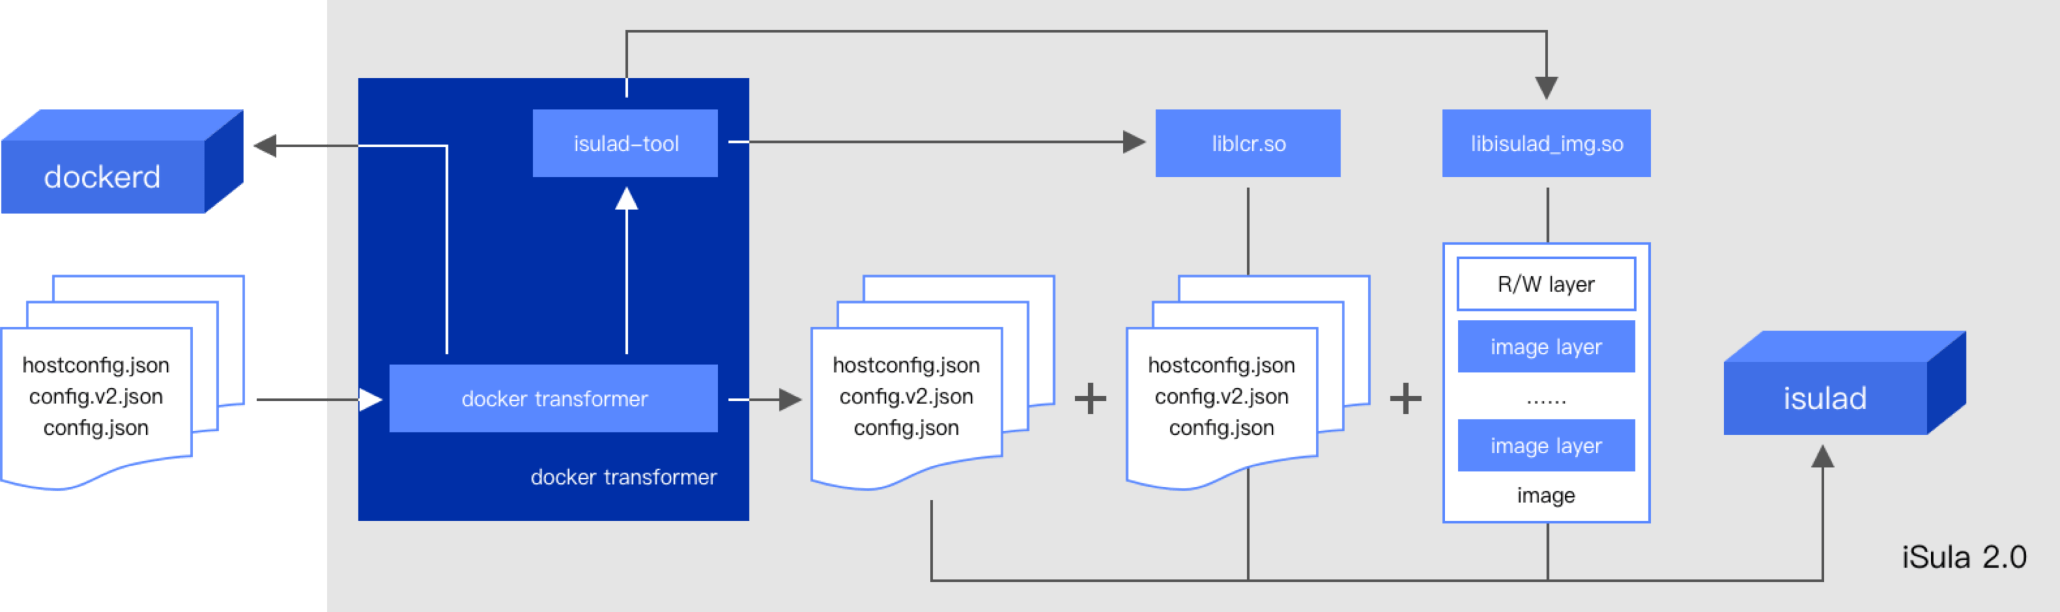 isulad-tool
liblcr.so
libisulad_img.so
dockerd
R/W layer
image layer
......
image layer
image
hostconfig.json
config.v2.json
config.json
docker transformer
docker transformer
hostconfig.json
config.v2.json
config.json
+
hostconfig.json
config.v2.json
config.json
+
isulad
iSula 2.0